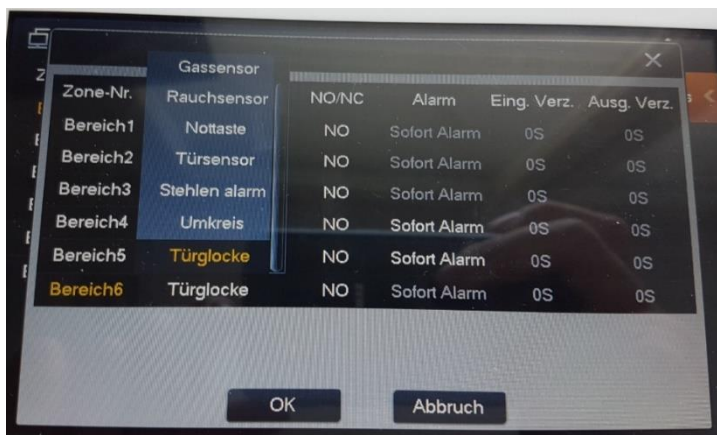 Gassensor
Zone-Nr. Rauchsensor NO/NC Alarm Eing. Verz. Ausg. Verz.
Bereich1 Nottaste NO Sofort Alarm 0S 0S
Bereich2 Türsensor NO Sofort Alarm 0S 0S
Bereich3 Stehlen alarm NO Sofort Alarm 0S 0S
Bereich4 Umkreis NO Sofort Alarm 0S 0S
Bereich5 Türglocke NO Sofort Alarm 0S 0S
Bereich6 Türglocke NO Sofort Alarm 0S 0S
OK Abbruch